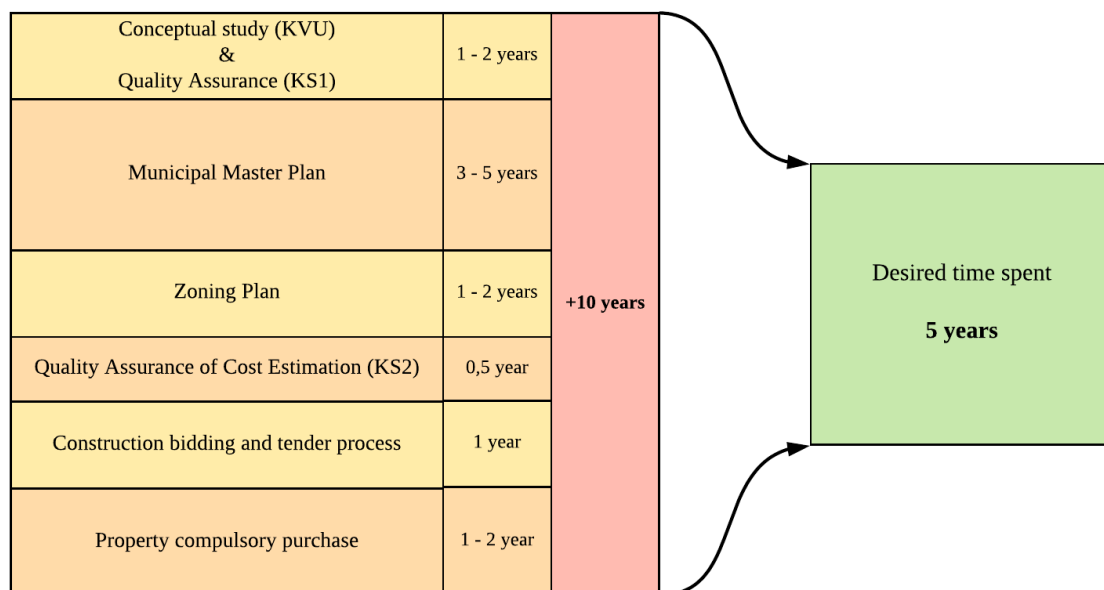 Conceptual study (KVU)
&
Quality Assurance (KS1)
1 - 2 years
Municipal Master Plan
3 - 5 years
Zoning Plan
1 - 2 years
Quality Assurance of Cost Estimation (KS2)
0,5 year
Construction bidding and tender process
1 year
Property compulsory purchase
1 - 2 year
+10 years
Desired time spent
5 years